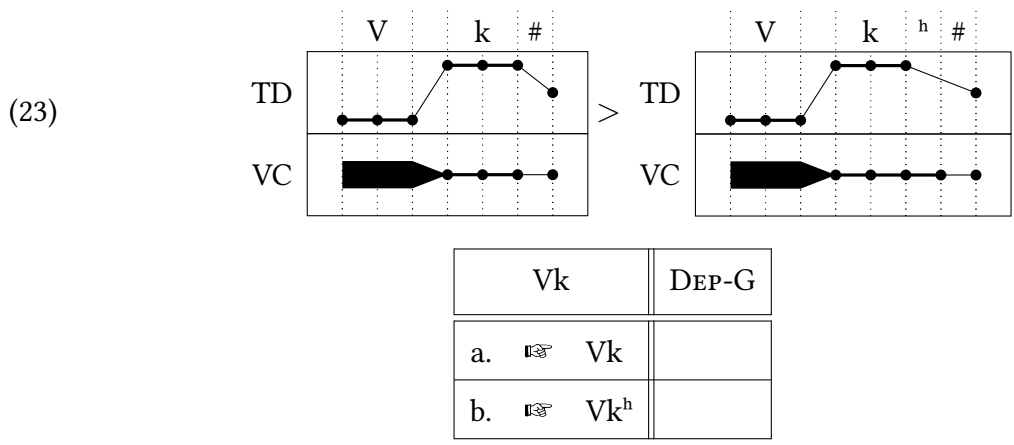 V k # V k ʰ #
(23) TD > TD
VC VC
Vk DEP-G
a. ☞ Vk
b. ☞ Vkʰ